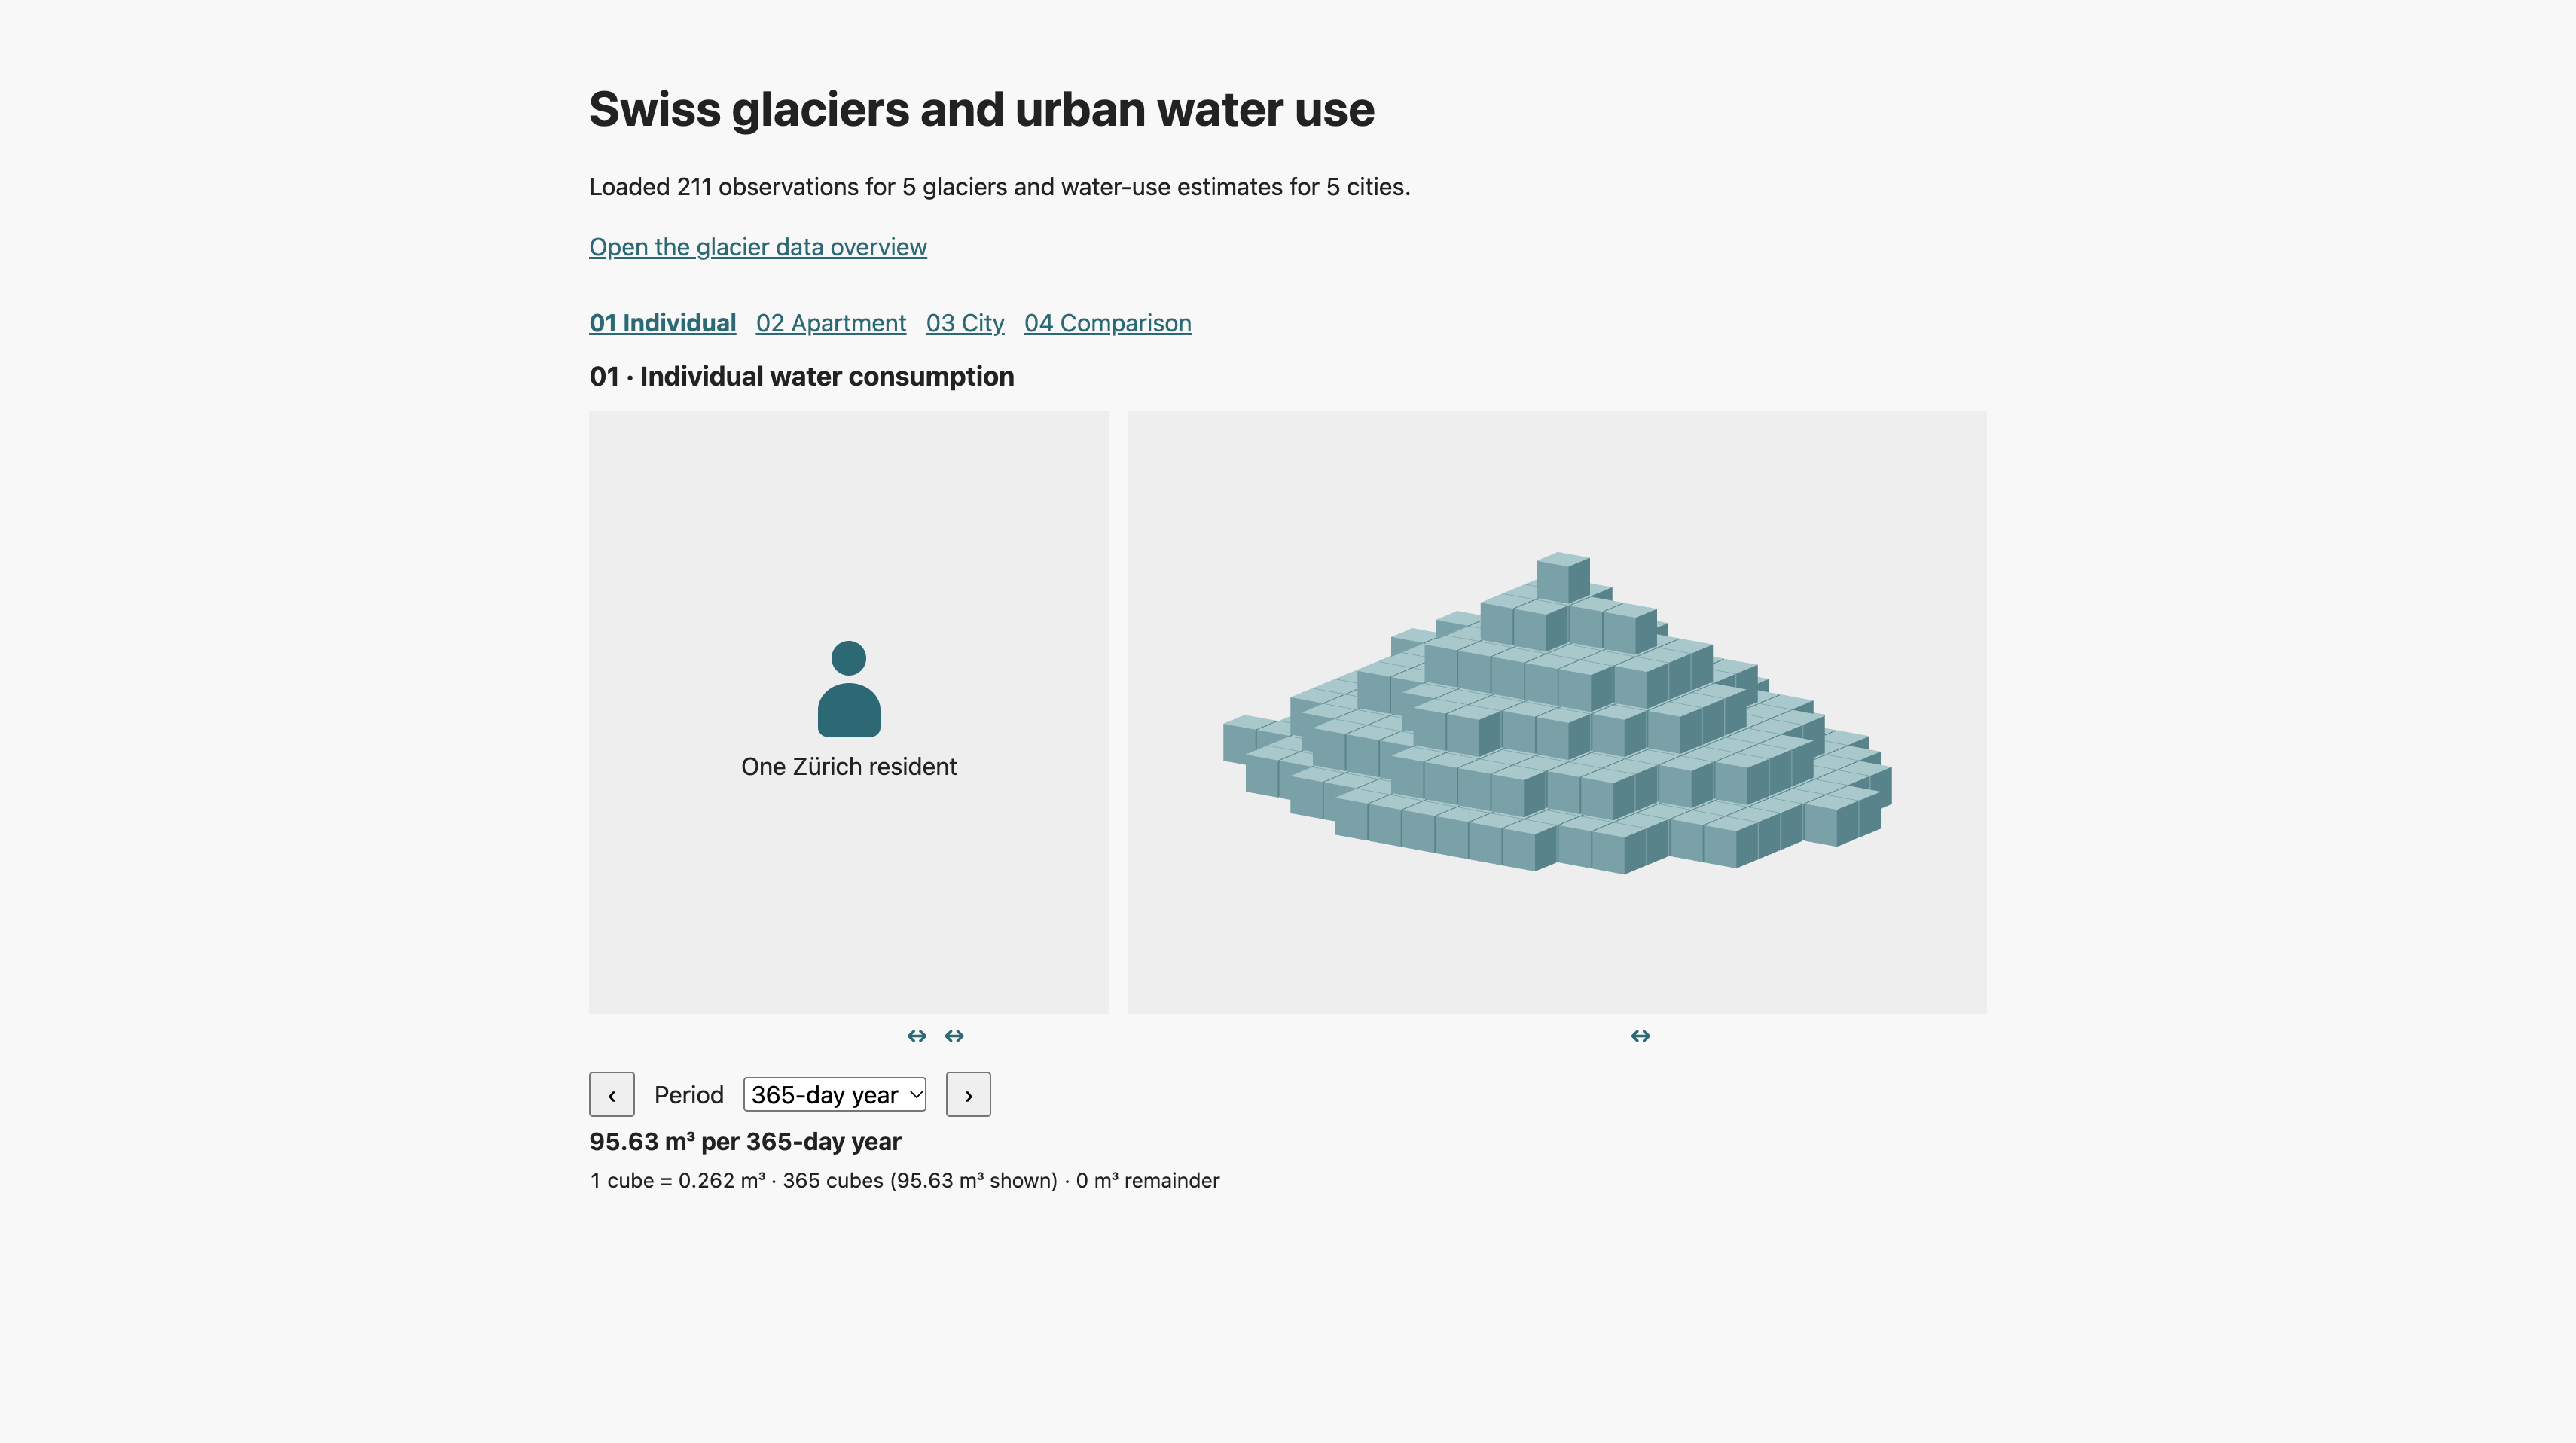 Swiss glaciers and urban water use
Loaded 211 observations for 5 glaciers and water-use estimates for 5 cities.
Open the glacier data overview
01 Individual 02 Apartment 03 City 04 Comparison
01 · Individual water consumption
One Zürich resident
‹ Period 365-day year ›
95.63 m³ per 365-day year
1 cube = 0.262 m³ · 365 cubes (95.63 m³ shown) · 0 m³ remainder